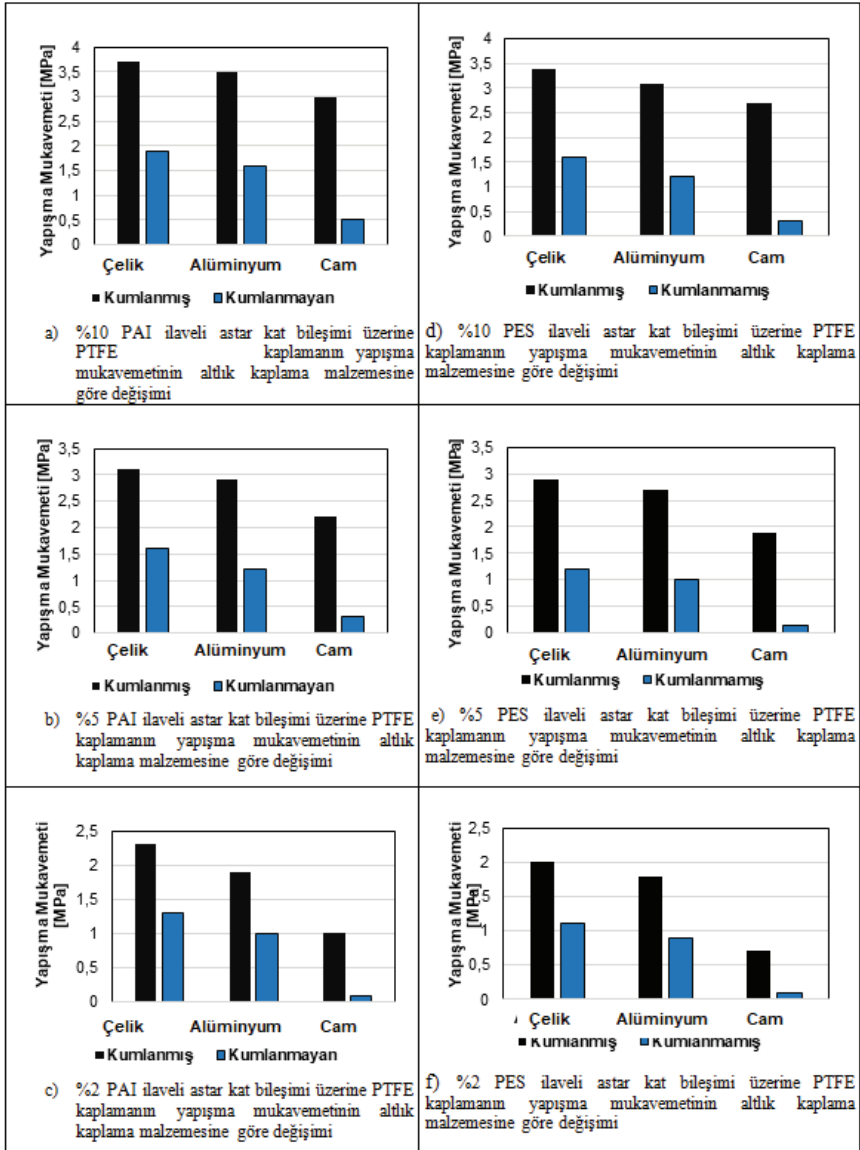 Yapışma Mukavemeti [MPa]
4
3,5
3
2,5
2
1,5
1
0,5
0
Çelik Alüminyum Cam
■ Kumlanmış ■ Kumlanmayan
a) %10 PAI ilaveli astar kat bileşimi üzerine
PTFE kaplamanın yapışma
mukavemetinin altlık kaplama malzemesine
göre değişimi
Yapışma Mukavemeti [MPa]
4
3,5
3
2,5
2
1,5
1
0,5
0
Çelik Alüminyum Cam
■ Kumlanmış ■ Kumlanmamış
d) %10 PES ilaveli astar kat bileşimi üzerine PTFE
kaplamanın yapışma mukavemetinin altlık kaplama
malzemesine göre değişimi
Yapışma Mukavemeti [MPa]
3,5
3
2,5
2
1,5
1
0,5
0
Çelik Alüminyum Cam
■ Kumlanmış ■ Kumlanmayan
b) %5 PAI ilaveli astar kat bileşimi üzerine PTFE
kaplamanın yapışma mukavemetinin altlık
kaplama malzemesine göre değişimi
Yapışma Mukavemeti [MPa]
3,5
3
2,5
2
1,5
1
0,5
0
Çelik Alüminyum Cam
■ Kumlanmış ■ Kumlanmamış
e) %5 PES ilaveli astar kat bileşimi üzerine PTFE
kaplamanın yapışma mukavemetinin altlık kaplama
malzemesine göre değişimi
Yapışma Mukavemeti
[MPa]
2,5
2
1,5
1
0,5
0
Çelik Alüminyum Cam
■ Kumlanmış ■ Kumlanmayan
c) %2 PAI ilaveli astar kat bileşimi üzerine PTFE
kaplamanın yapışma mukavemetinin altlık
kaplama malzemesine göre değişimi
Yapışma Mukavemeti
[MPa]
2,5
2
1,5
1
0,5
0
Çelik Alüminyum Cam
■ Kumlanmış ■ Kumlanmamış
f) %2 PES ilaveli astar kat bileşimi üzerine PTFE
kaplamanın yapışma mukavemetinin altlık kaplama
malzemesine göre değişimi